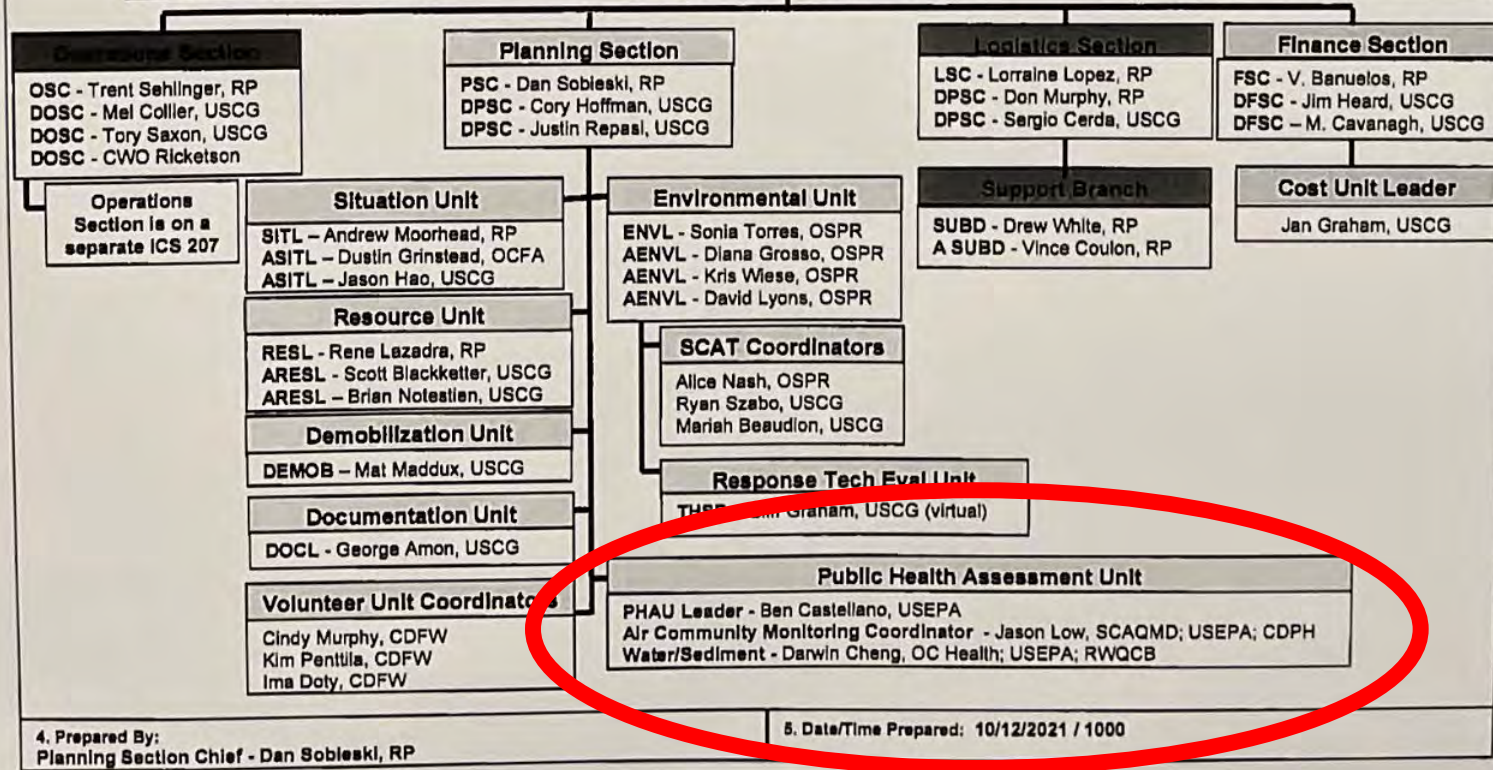 Operations Section
OSC - Trent Sehlinger, RP
DOSC - Mel Collier, USCG
DOSC - Tory Saxon, USCG
DOSC - CWO Ricketson
Operations
Section is on a
separate ICS 207
Planning Section
PSC - Dan Sobieski, RP
DPSC - Cory Hoffman, USCG
DPSC - Justin Repasi, USCG
Logistics Section
LSC - Lorraine Lopez, RP
DPSC - Don Murphy, RP
DPSC - Sergio Cerda, USCG
Finance Section
FSC - V. Banuelos, RP
DFSC - Jim Heard, USCG
DFSC – M. Cavanagh, USCG
Situation Unit
SITL – Andrew Moorhead, RP
ASITL – Dustin Grinstead, OCFA
ASITL – Jason Hao, USCG
Environmental Unit
ENVL - Sonia Torres, OSPR
AENVL - Diana Grosso, OSPR
AENVL - Kris Wiese, OSPR
AENVL - David Lyons, OSPR
Support Branch
SUBD - Drew White, RP
A SUBD - Vince Coulon, RP
Cost Unit Leader
Jan Graham, USCG
Resource Unit
RESL - Rene Lazadra, RP
ARESL - Scott Blackketter, USCG
ARESL – Brian Notestien, USCG
SCAT Coordinators
Alice Nash, OSPR
Ryan Szabo, USCG
Mariah Beaudion, USCG
Demobilization Unit
DEMOB – Mat Maddux, USCG
Response Tech Eval Unit
Graham, USCG (virtual)
Documentation Unit
DOCL - George Amon, USCG
Public Health Assessment Unit
PHAU Leader - Ben Castellano, USEPA
Air Community Monitoring Coordinator - Jason Low, SCAQMD; USEPA; CDPH
Water/Sediment - Darwin Cheng, OC Health; USEPA; RWQCB
Volunteer Unit Coordinators
Cindy Murphy, CDFW
Kim Penttila, CDFW
Ima Doty, CDFW
4. Prepared By:
Planning Section Chief - Dan Sobieski, RP
5. Date/Time Prepared: 10/12/2021 / 1000